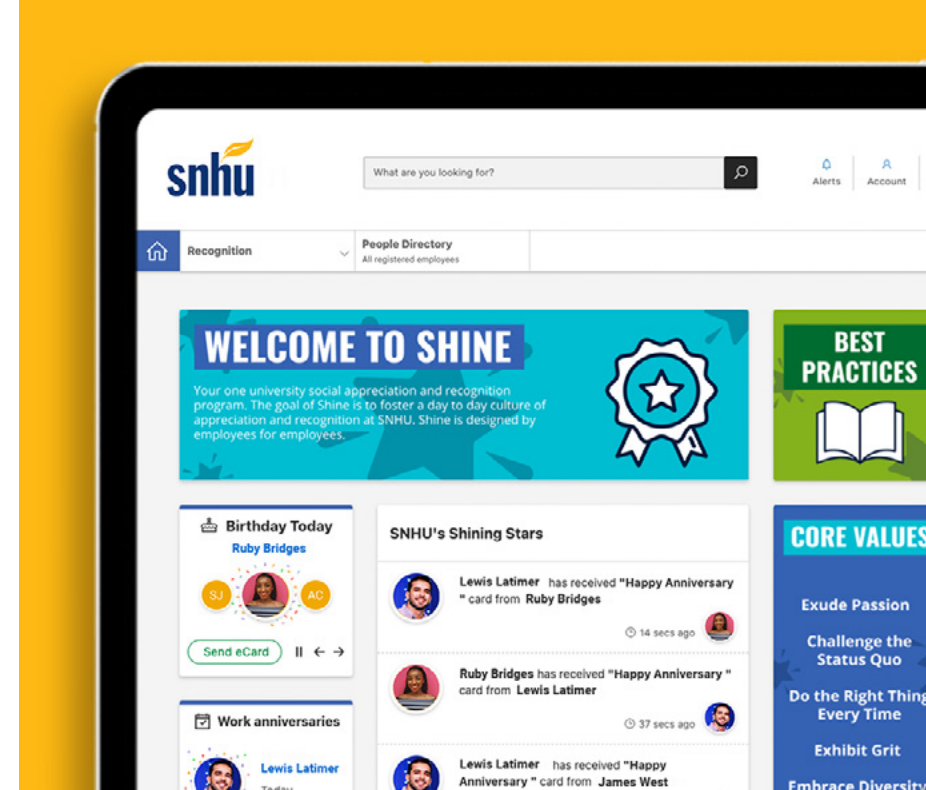 snhu
What are you looking for?
Alerts
Account
Recognition
People Directory
All registered employees
WELCOME TO SHINE
Your one university social appreciation and recognition
program. The goal of Shine is to foster a day to day culture of
appreciation and recognition at SNHU. Shine is designed by
employees for employees.
BEST
PRACTICES
Birthday Today
Ruby Bridges
SJ
AC
Send eCard
SNHU's Shining Stars
Lewis Latimer has received "Happy Anniversary
" card from Ruby Bridges
14 secs ago
Ruby Bridges has received "Happy Anniversary "
card from Lewis Latimer
37 secs ago
Lewis Latimer has received "Happy
Anniversary " card from James West
CORE VALUES
Exude Passion
Challenge the
Status Quo
Do the Right Thing
Every Time
Exhibit Grit
Embrace Diversity
Work anniversaries
Lewis Latimer
Today